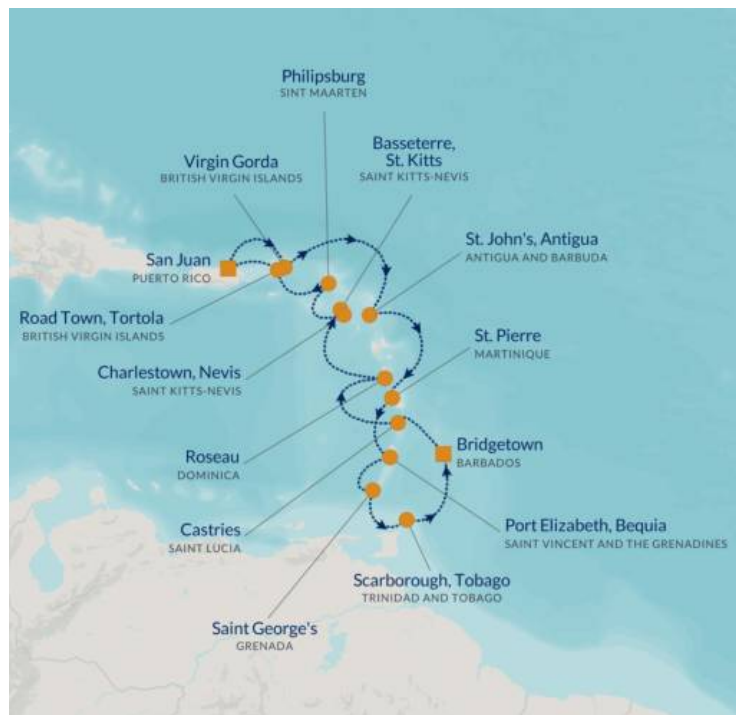 Philipsburg
SINT MAARTEN
Basseterre,
St. Kitts
SAINT KITTS-NEVIS
Virgin Gorda
BRITISH VIRGIN ISLANDS
St. John's, Antigua
ANTIGUA AND BARBUDA
San Juan
PUERTO RICO
Road Town, Tortola
BRITISH VIRGIN ISLANDS
St. Pierre
MARTINIQUE
Charlestown, Nevis
SAINT KITTS-NEVIS
Bridgetown
BARBADOS
Roseau
DOMINICA
Port Elizabeth, Bequia
SAINT VINCENT AND THE GRENADINES
Castries
SAINT LUCIA
Scarborough, Tobago
TRINIDAD AND TOBAGO
Saint George's
GRENADA